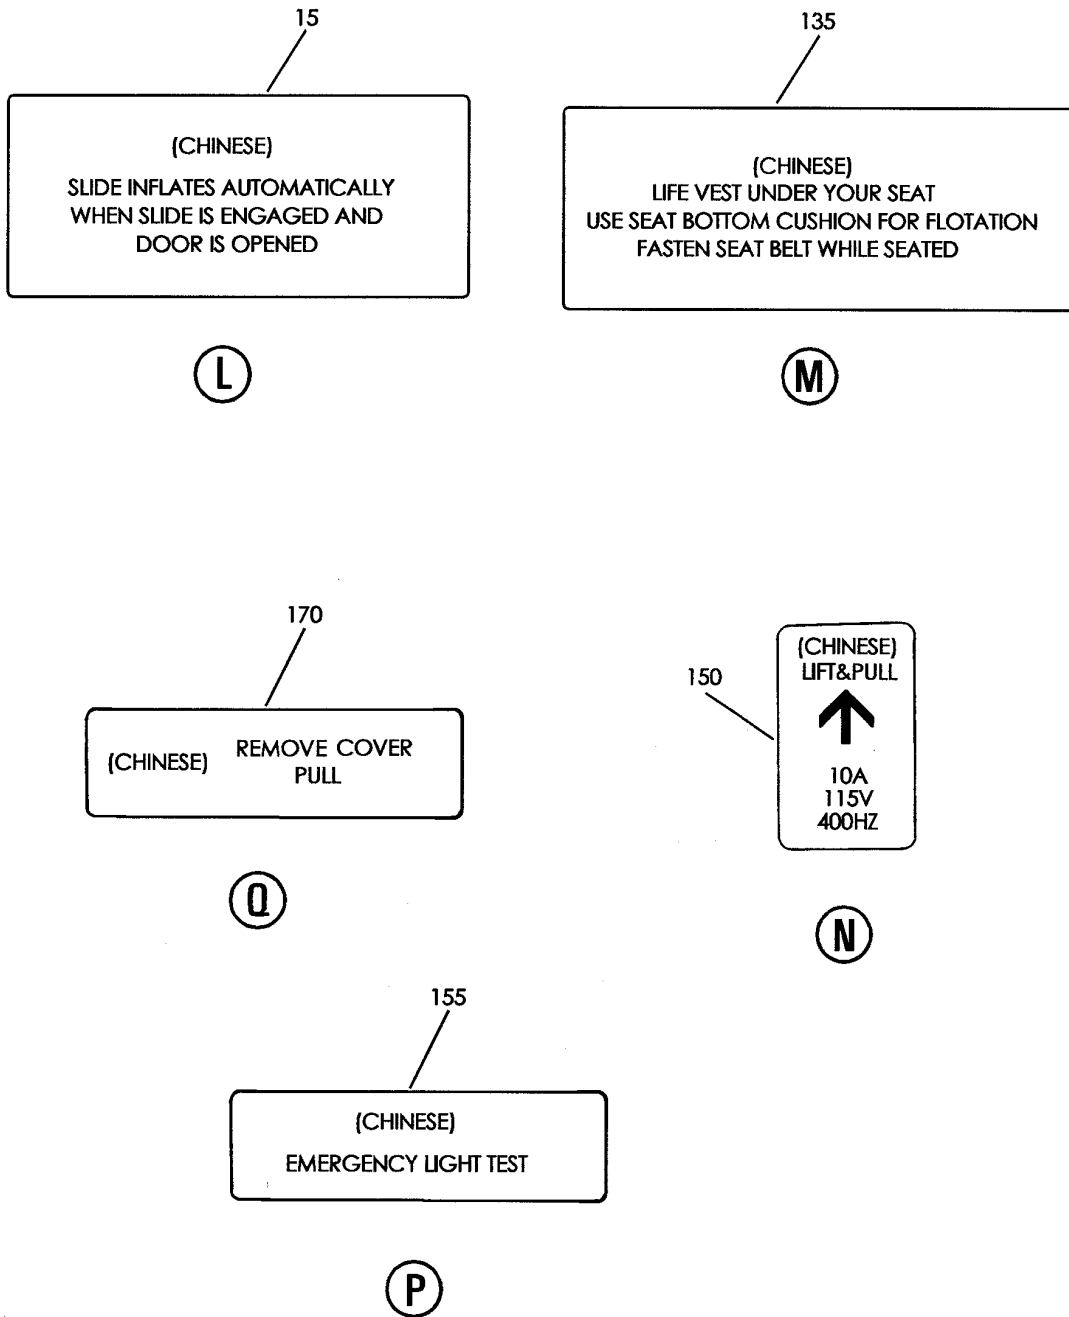 15
(CHINESE)
SLIDE INFLATES AUTOMATICALLY
WHEN SLIDE IS ENGAGED AND
DOOR IS OPENED
L
135
(CHINESE)
LIFE VEST UNDER YOUR SEAT
USE SEAT BOTTOM CUSHION FOR FLOTATION
FASTEN SEAT BELT WHILE SEATED
M
170
(CHINESE)
REMOVE COVER
PULL
Q
150
(CHINESE)
LIFT&PULL
10A
115V
400HZ
N
155
(CHINESE)
EMERGENCY LIGHT TEST
P